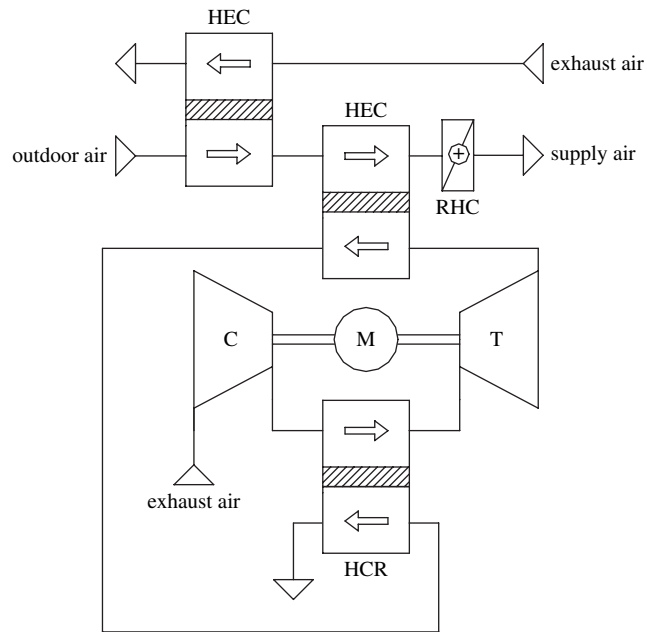 HEC
exhaust air
HEC
outdoor air
supply air
RHC
C
M
T
exhaust air
HCR